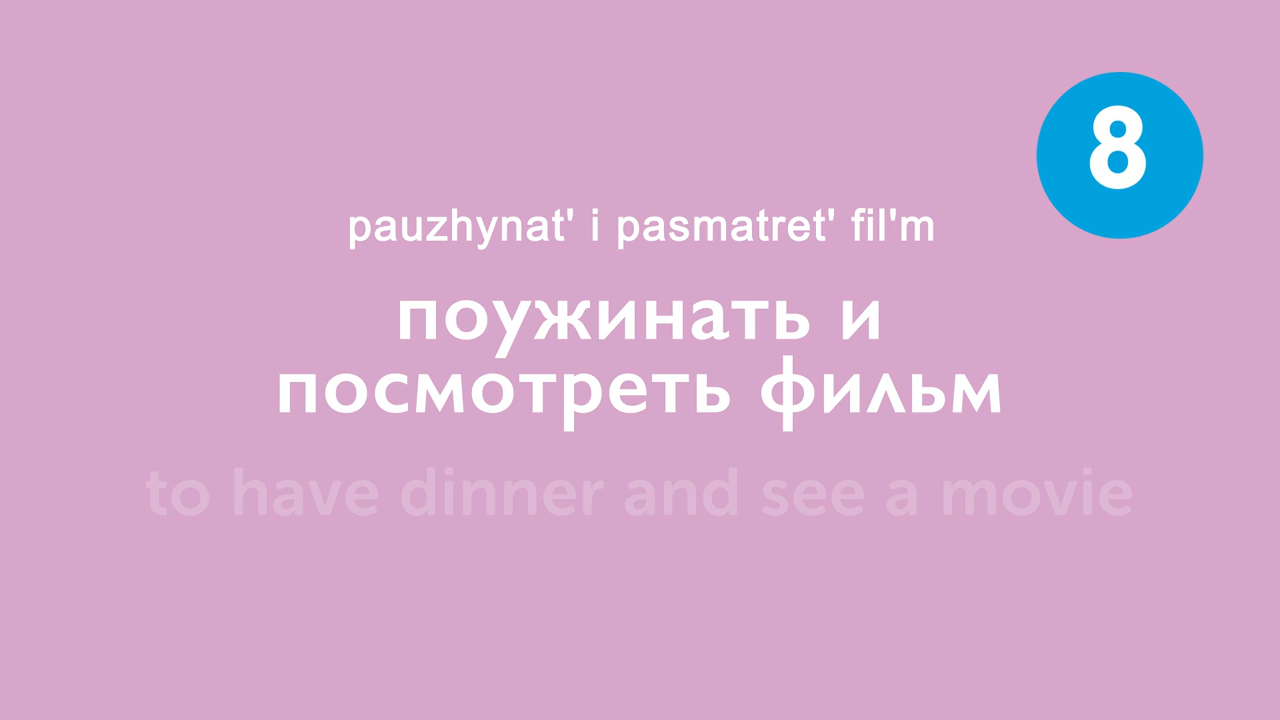 8
pauzhynat' i pasmatret' fil'm
поужинать и
посмотреть фильм
to have dinner and see a movie